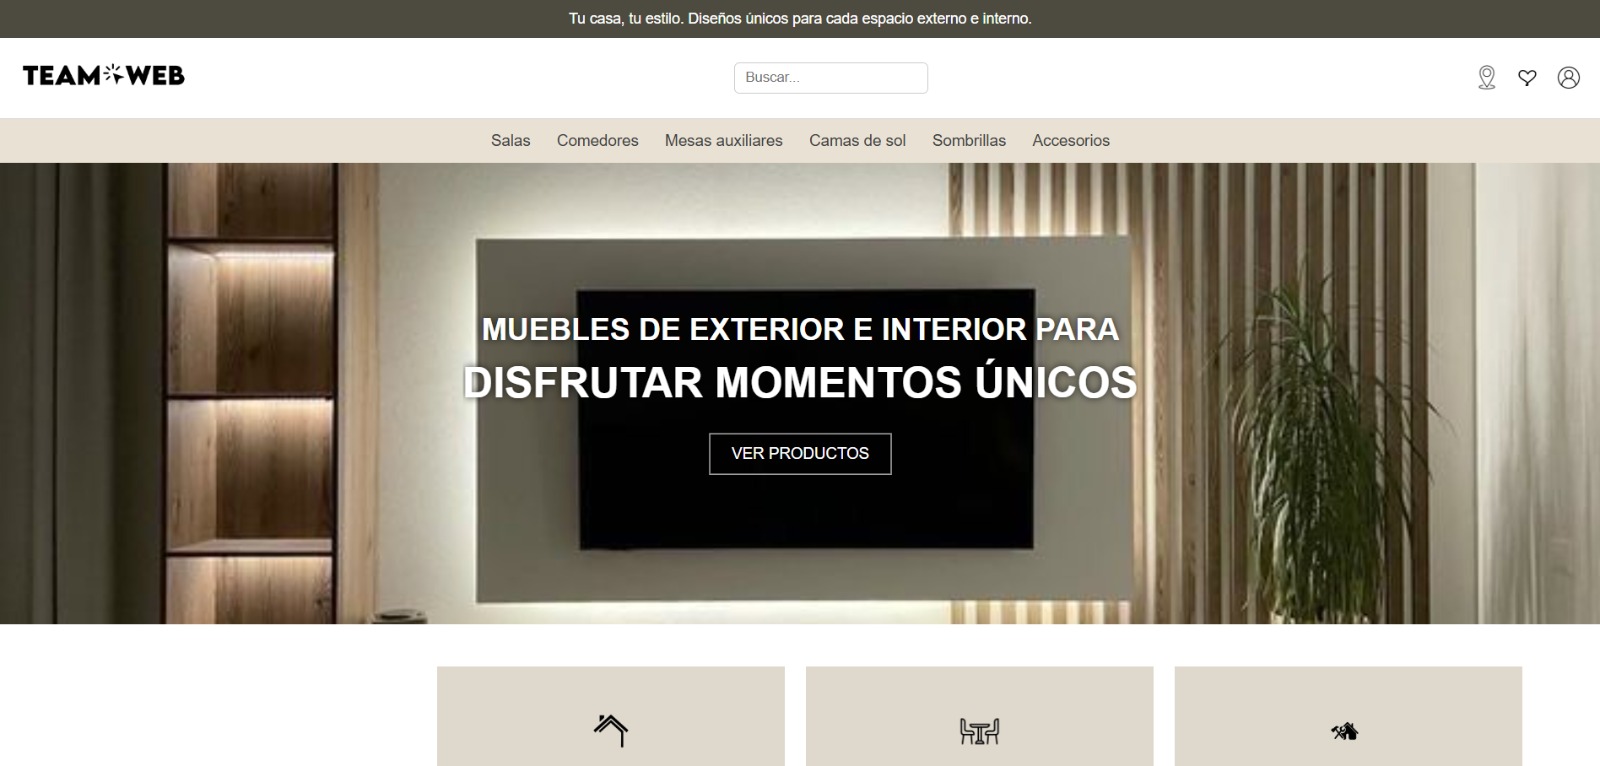 Tu casa, tu estilo. Diseños únicos para cada espacio externo e interno.
TEAM WEB
Buscar...
Salas Comedores Mesas auxiliares Camas de sol Sombrillas Accesorios
MUEBLES DE EXTERIOR E INTERIOR PARA
DISFRUTAR MOMENTOS ÚNICOS
VER PRODUCTOS